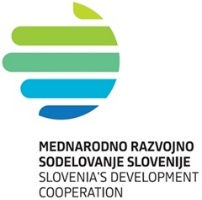 MEDNARODNO RAZVOJNO
SODELOVANJE SLOVENIJE
SLOVENIA'S DEVELOPMENT
COOPERATION